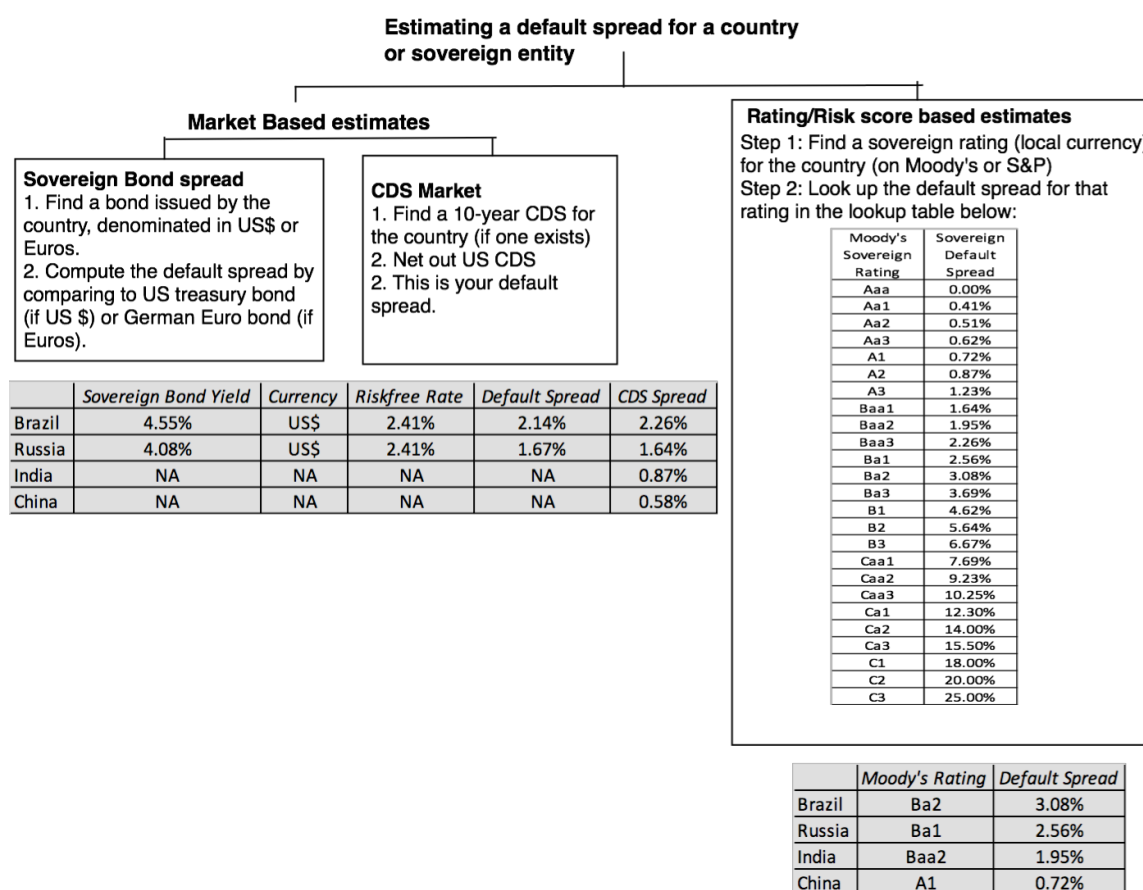 Estimating a default spread for a country
or sovereign entity
Market Based estimates
Sovereign Bond spread
1. Find a bond issued by the
country, denominated in US$ or
Euros.
2. Compute the default spread by
comparing to US treasury bond
(if US $) or German Euro bond (if
Euros).
CDS Market
1. Find a 10-year CDS for
the country (if one exists)
2. Net out US CDS
2. This is your default
spread.
Sovereign Bond Yield Currency Riskfree Rate Default Spread CDS Spread
Brazil 4.55% US$ 2.41% 2.14% 2.26%
Russia 4.08% US$ 2.41% 1.67% 1.64%
India NA NA NA NA 0.87%
China NA NA NA NA 0.58%
Rating/Risk score based estimates
Step 1: Find a sovereign rating (local currency)
for the country (on Moody's or S&P)
Step 2: Look up the default spread for that
rating in the lookup table below:
Moody's Sovereign
Sovereign Default
Rating Spread
Aaa 0.00%
Aa1 0.41%
Aa2 0.51%
Aa3 0.62%
A1 0.72%
A2 0.87%
A3 1.23%
Baa1 1.64%
Baa2 1.95%
Baa3 2.26%
Ba1 2.56%
Ba2 3.08%
Ba3 3.69%
B1 4.62%
B2 5.64%
B3 6.67%
Caa1 7.69%
Caa2 9.23%
Caa3 10.25%
Ca1 12.30%
Ca2 14.00%
Ca3 15.50%
C1 18.00%
C2 20.00%
C3 25.00%
Moody's Rating Default Spread
Brazil Ba2 3.08%
Russia Ba1 2.56%
India Baa2 1.95%
China A1 0.72%